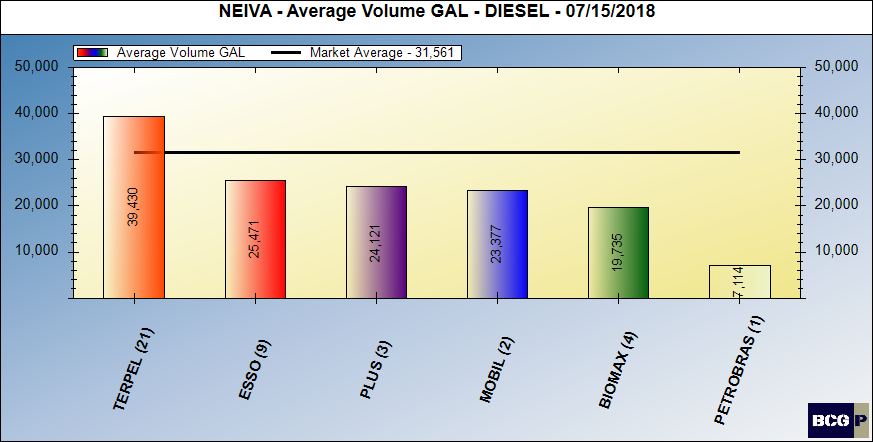 NEIVA - Average Volume GAL - DIESEL - 07/15/2018
Average Volume GAL Market Average - 31,561
50,000 50,000
40,000 40,000
30,000 30,000
20,000 20,000
10,000 10,000
39,430 25,471 24,121 23,377 19,735 7,114
TERPEL (21) ESSO (9) PLUS (3) MOBIL (2) BIOMAX (4) PETROBRAS (1)
BCG P